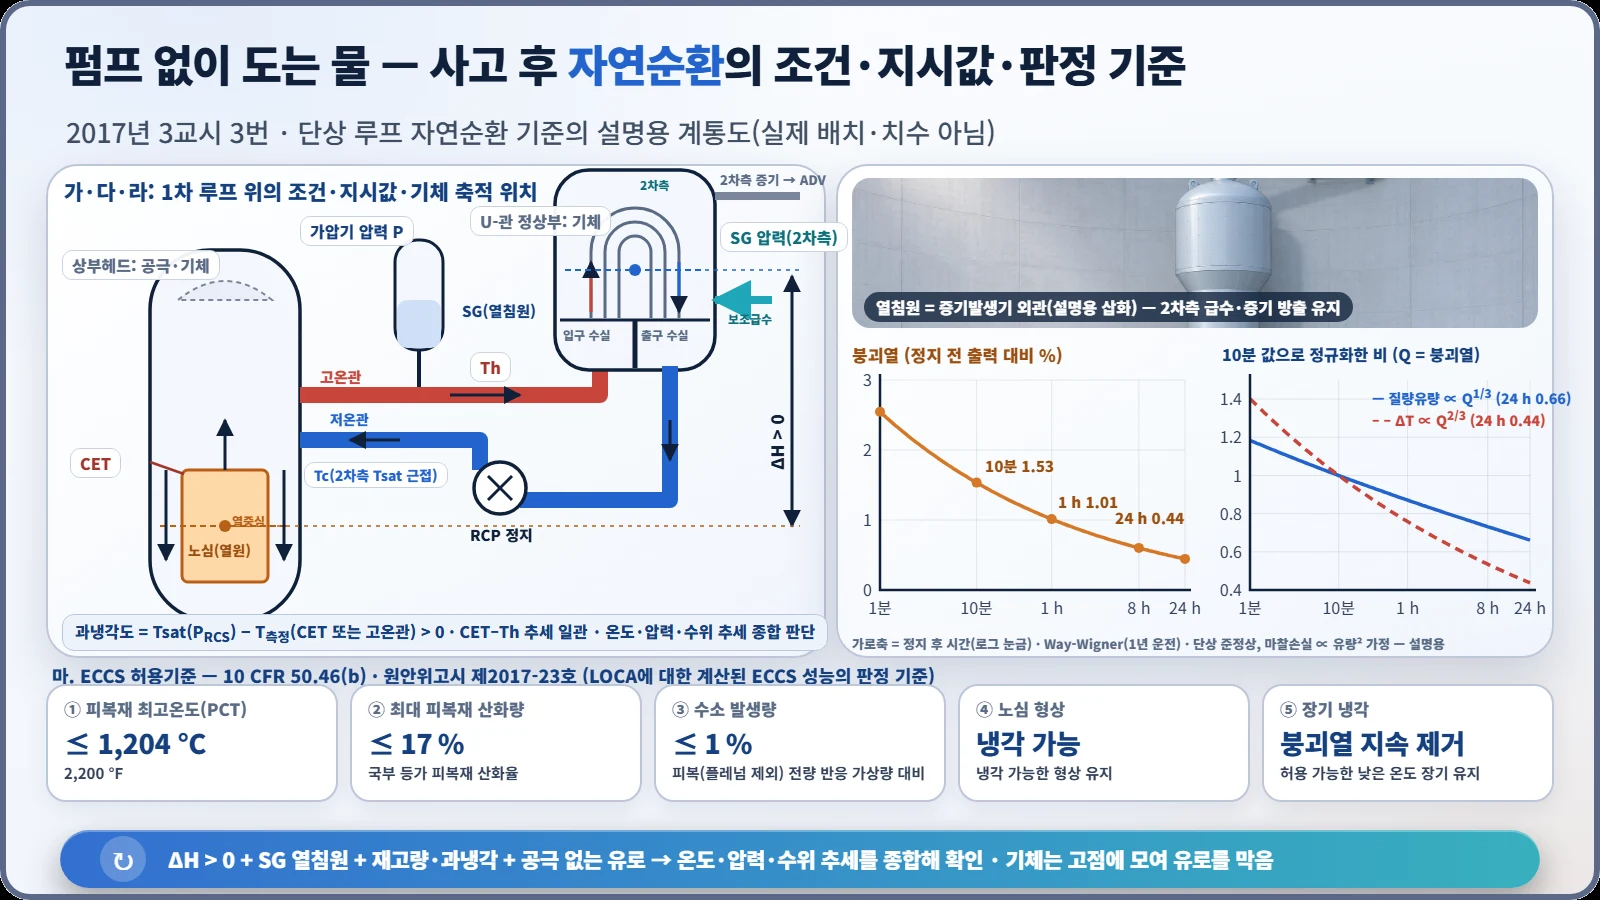 펌프 없이 도는 물 — 사고 후 자연순환의 조건·지시값·판정 기준
2017년 3교시 3번 · 단상 루프 자연순환 기준의 설명용 계통도(실제 배치·치수 아님)
가·다·라: 1차 루프 위의 조건·지시값·기체 축적 위치
2차측
2차측 증기 → ADV
U-관 정상부: 기체
가압기 압력 P
SG 압력(2차측)
상부헤드: 공극·기체
SG(열침원)
보조급수
입구 수실
출구 수실
Th
고온관
저온관
ΔH > 0
CET
Tc(2차측 Tsat 근접)
열중심
노심(열원)
RCP 정지
과냉각도 = Tsat(PRCS) − T측정(CET 또는 고온관) > 0 · CET–Th 추세 일관 · 온도·압력·수위 추세 종합 판단
열침원 = 증기발생기 외관(설명용 삽화) — 2차측 급수·증기 방출 유지
붕괴열 (정지 전 출력 대비 %)
3
2
1
0
10분 1.53
1 h 1.01
24 h 0.44
1분
10분
1 h
8 h
24 h
10분 값으로 정규화한 비 (Q = 붕괴열)
1.4
1.2
1
0.8
0.6
0.4
— 질량유량 ∝ Q^1/3 (24 h 0.66)
- - ΔT ∝ Q^2/3 (24 h 0.44)
1분
10분
1 h
8 h
24 h
가로축 = 정지 후 시간(로그 눈금) · Way-Wigner(1년 운전) · 단상 준정상, 마찰손실 ∝ 유량² 가정 — 설명용
마. ECCS 허용기준 — 10 CFR 50.46(b) · 원안위고시 제2017-23호 (LOCA에 대한 계산된 ECCS 성능의 판정 기준)
① 피복재 최고온도(PCT)
≤ 1,204 °C
2,200 °F
② 최대 피복재 산화량
≤ 17 %
국부 등가 피복재 산화율
③ 수소 발생량
≤ 1 %
피복(플레넘 제외) 전량 반응 가상량 대비
④ 노심 형상
냉각 가능
냉각 가능한 형상 유지
⑤ 장기 냉각
붕괴열 지속 제거
허용 가능한 낮은 온도 장기 유지
↻ ΔH > 0 + SG 열침원 + 재고량·과냉각 + 공극 없는 유로 → 온도·압력·수위 추세를 종합해 확인 · 기체는 고점에 모여 유로를 막음